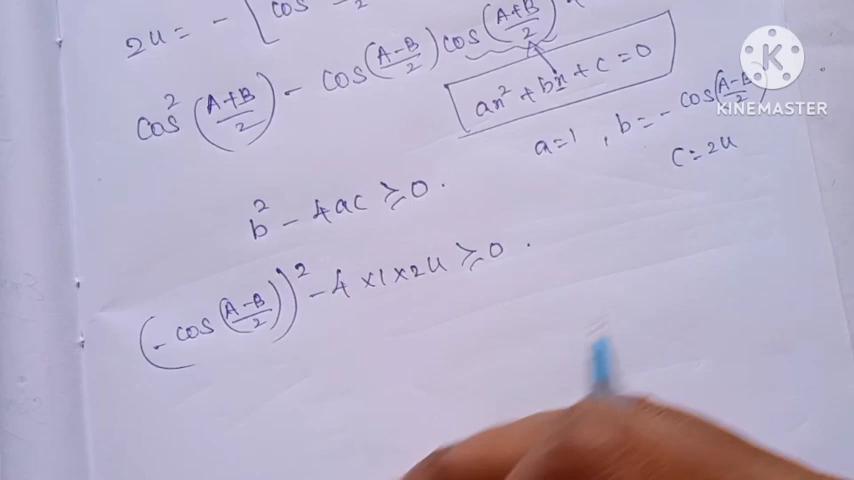 2u = - [cos
cos² (A+B/2) - cos(A-B/2) cos(A+B/2)
ax² + bx + c = 0
a=1, b= - cos(A-B/2)
c=2u
KINEMASTER
b² - 4ac ≥ 0.
(- cos(A-B/2))² - 4×1×2u ≥ 0.